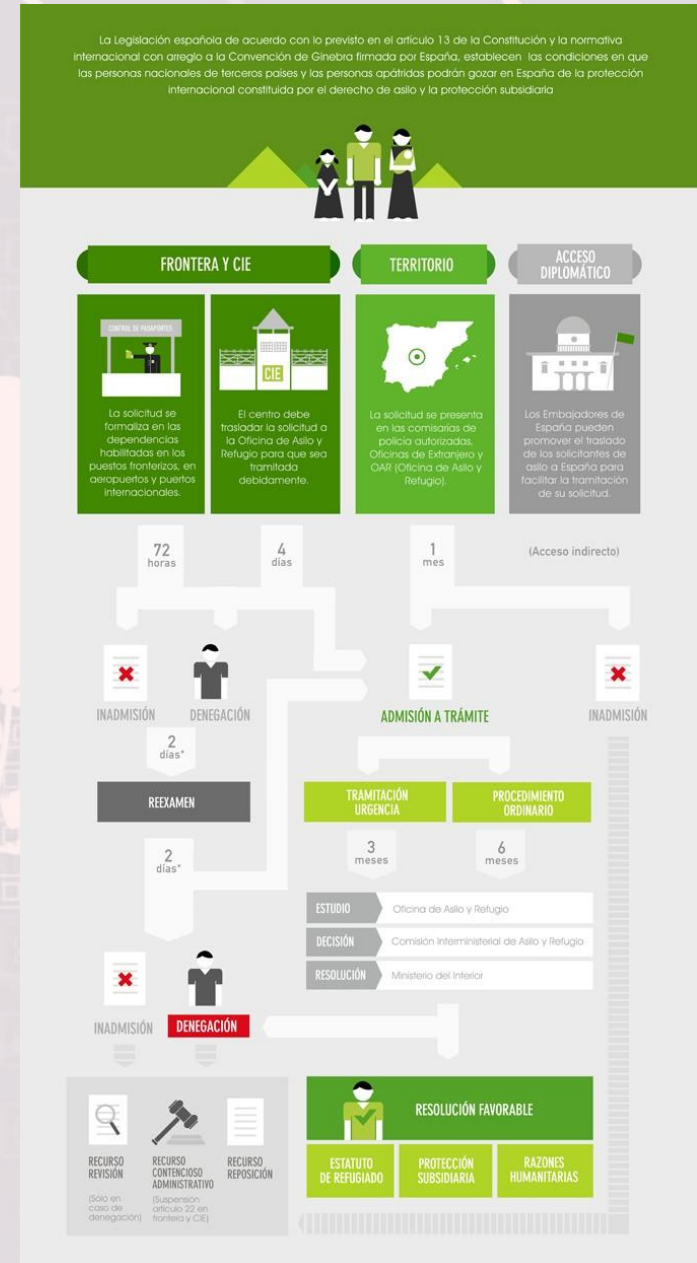 La Legislación española de acuerdo con lo previsto en el artículo 13 de la Constitución y la normativa
internacional con arreglo a la Convención de Ginebra firmada por España, establecen las condiciones en que
las personas nacionales de terceros países y las personas apátridas podrán gozar en España de la protección
internacional constituida por el derecho de asilo y la protección subsidiaria
FRONTERA Y CIE
TERRITORIO
ACCESO
DIPLOMÁTICO
CONTROL DE PASAPORTES
La solicitud se
formaliza en las
dependencias
habilitadas en los
puestos fronterizos, en
aeropuertos y puertos
internacionales.
CIE
El centro debe
trasladar la solicitud a
la Oficina de Asilo y
Refugio para que sea
tramitada
debidamente.
La solicitud se presenta
en las comisarías de
policía autorizadas,
Oficinas de Extranjero y
OAR (Oficina de Asilo y
Refugio).
Los Embajadores de
España pueden
promover el traslado
de los solicitantes de
asilo a España para
facilitar la tramitación
de su solicitud.
72
horas
4
días
1
mes
(Acceso indirecto)
INADMISIÓN
DENEGACIÓN
ADMISIÓN A TRÁMITE
INADMISIÓN
2
días*
REEXAMEN
TRAMITACIÓN
URGENCIA
PROCEDIMIENTO
ORDINARIO
2
días*
3
meses
6
meses
ESTUDIO
Oficina de Asilo y Refugio
DECISIÓN
Comisión Interministerial de Asilo y Refugio
RESOLUCIÓN
Ministerio del Interior
INADMISIÓN
DENEGACIÓN
RECURSO
REVISIÓN
(Sólo en
caso de
denegación)
RECURSO
CONTENCIOSO
ADMINISTRATIVO
(Suspensión
artículo 22 en
frontera y CIE)
RECURSO
REPOSICIÓN
RESOLUCIÓN FAVORABLE
ESTATUTO
DE REFUGIADO
PROTECCIÓN
SUBSIDIARIA
RAZONES
HUMANITARIAS